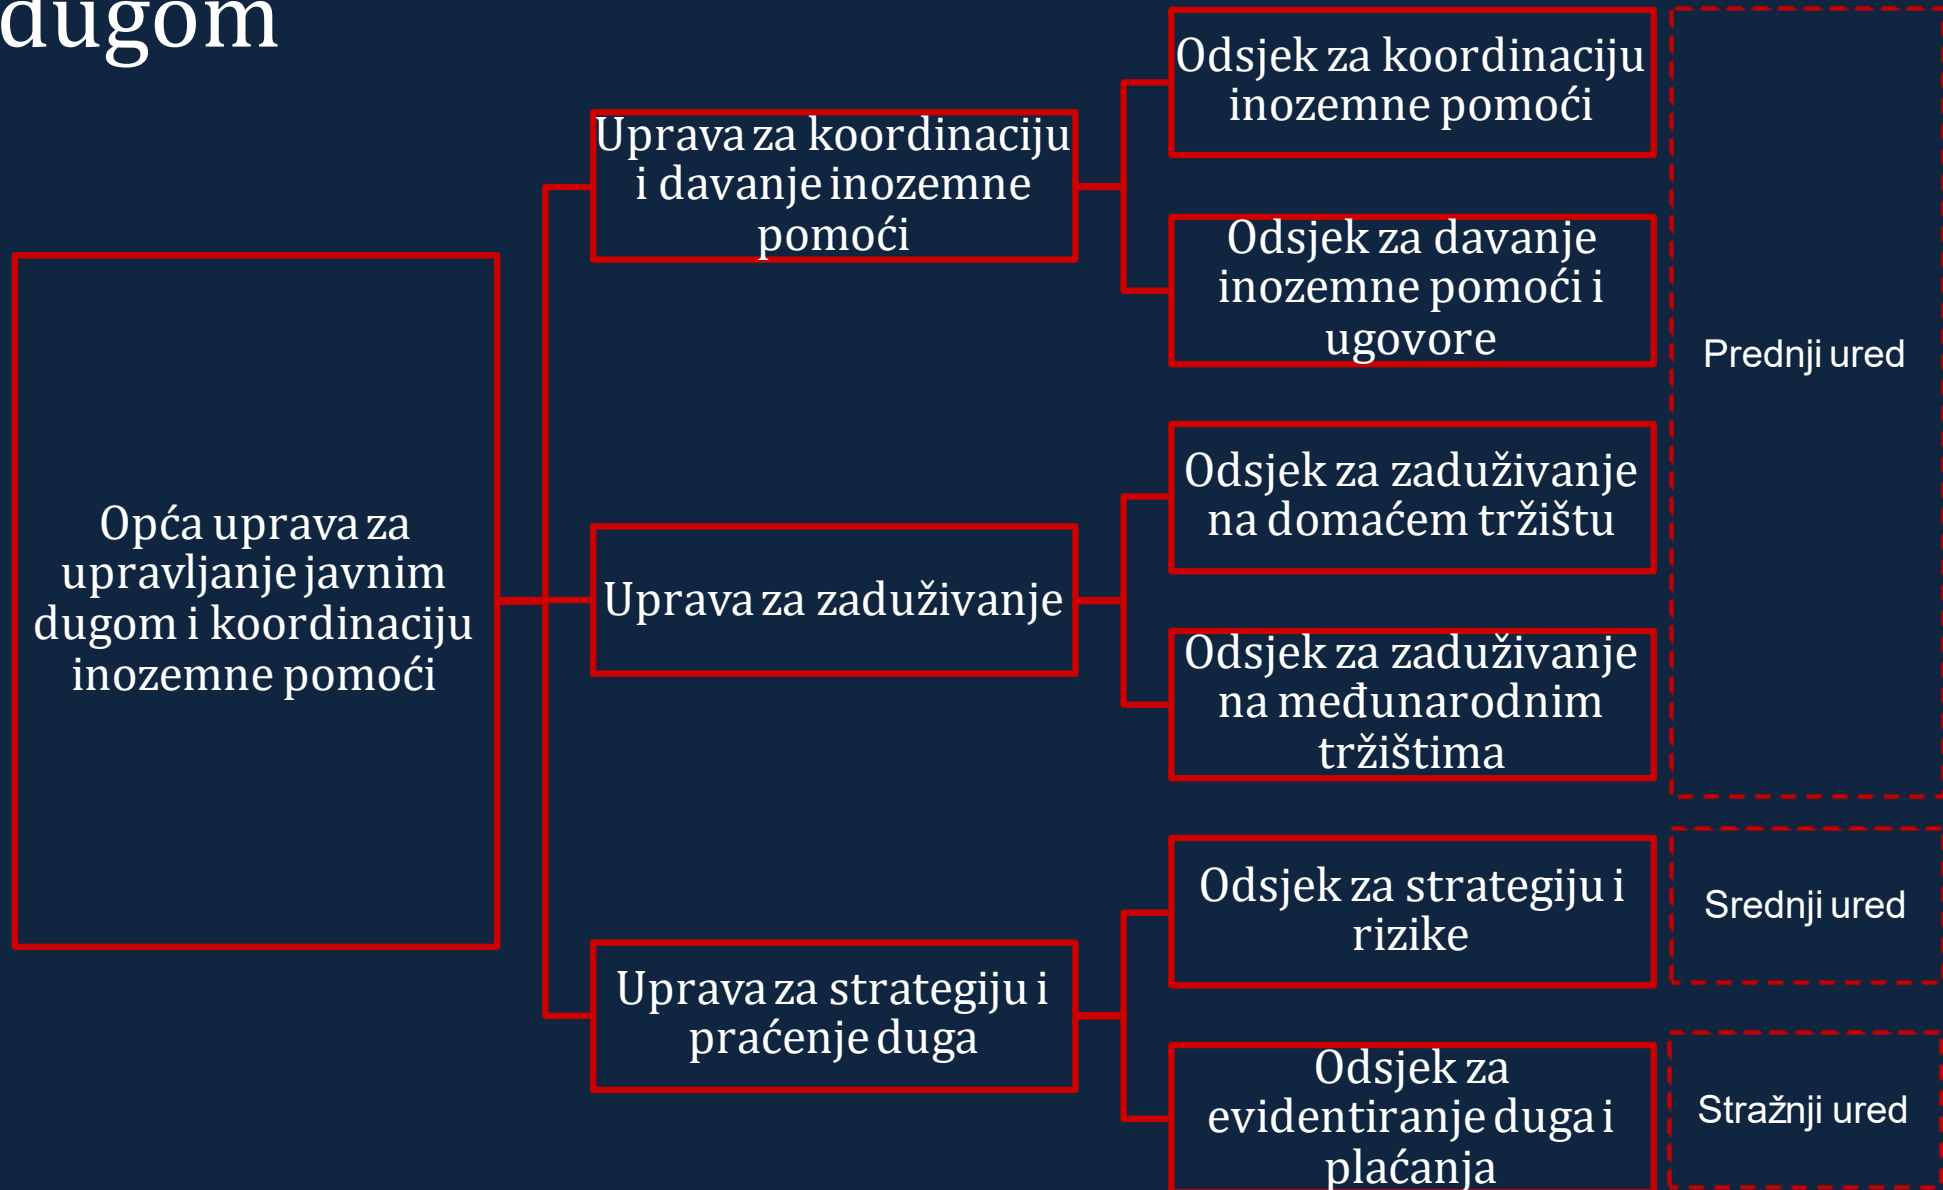 dugom
Opća uprava za
upravljanje javnim
dugom i koordinaciju
inozemne pomoći
Uprava za koordinaciju
i davanje inozemne
pomoći
Odsjek za koordinaciju
inozemne pomoći
Odsjek za davanje
inozemne pomoći i
ugovore
Uprava za zaduživanje
Odsjek za zaduživanje
na domaćem tržištu
Odsjek za zaduživanje
na međunarodnim
tržištima
Prednji ured
Uprava za strategiju i
praćenje duga
Odsjek za strategiju i
rizike
Srednji ured
Odsjek za
evidentiranje duga i
plaćanja
Stražnji ured